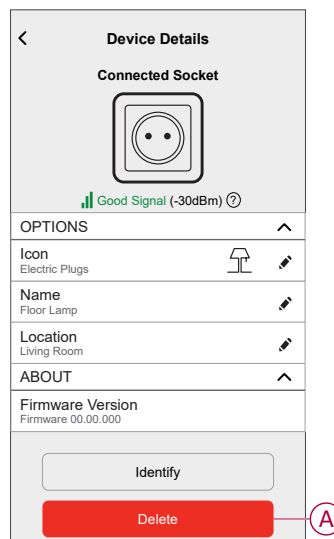 Device Details
Connected Socket
Good Signal (-30dBm) ?
OPTIONS
Icon
Electric Plugs
Name
Floor Lamp
Location
Living Room
ABOUT
Firmware Version
Firmware 00.00.000
Identify
Delete
A